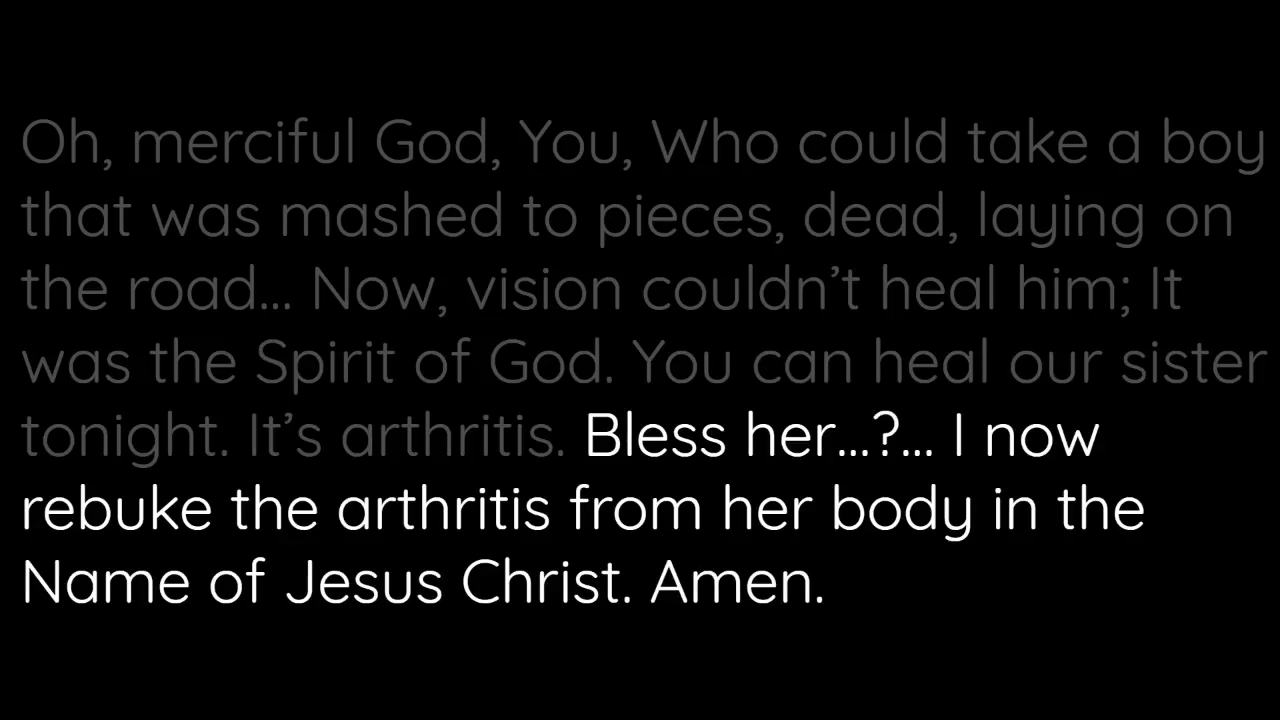 Oh, merciful God, You, Who could take a boy
that was mashed to pieces, dead, laying on
the road... Now, vision couldn’t heal him; It
was the Spirit of God. You can heal our sister
tonight. It’s arthritis. Bless her...?... I now
rebuke the arthritis from her body in the
Name of Jesus Christ. Amen.